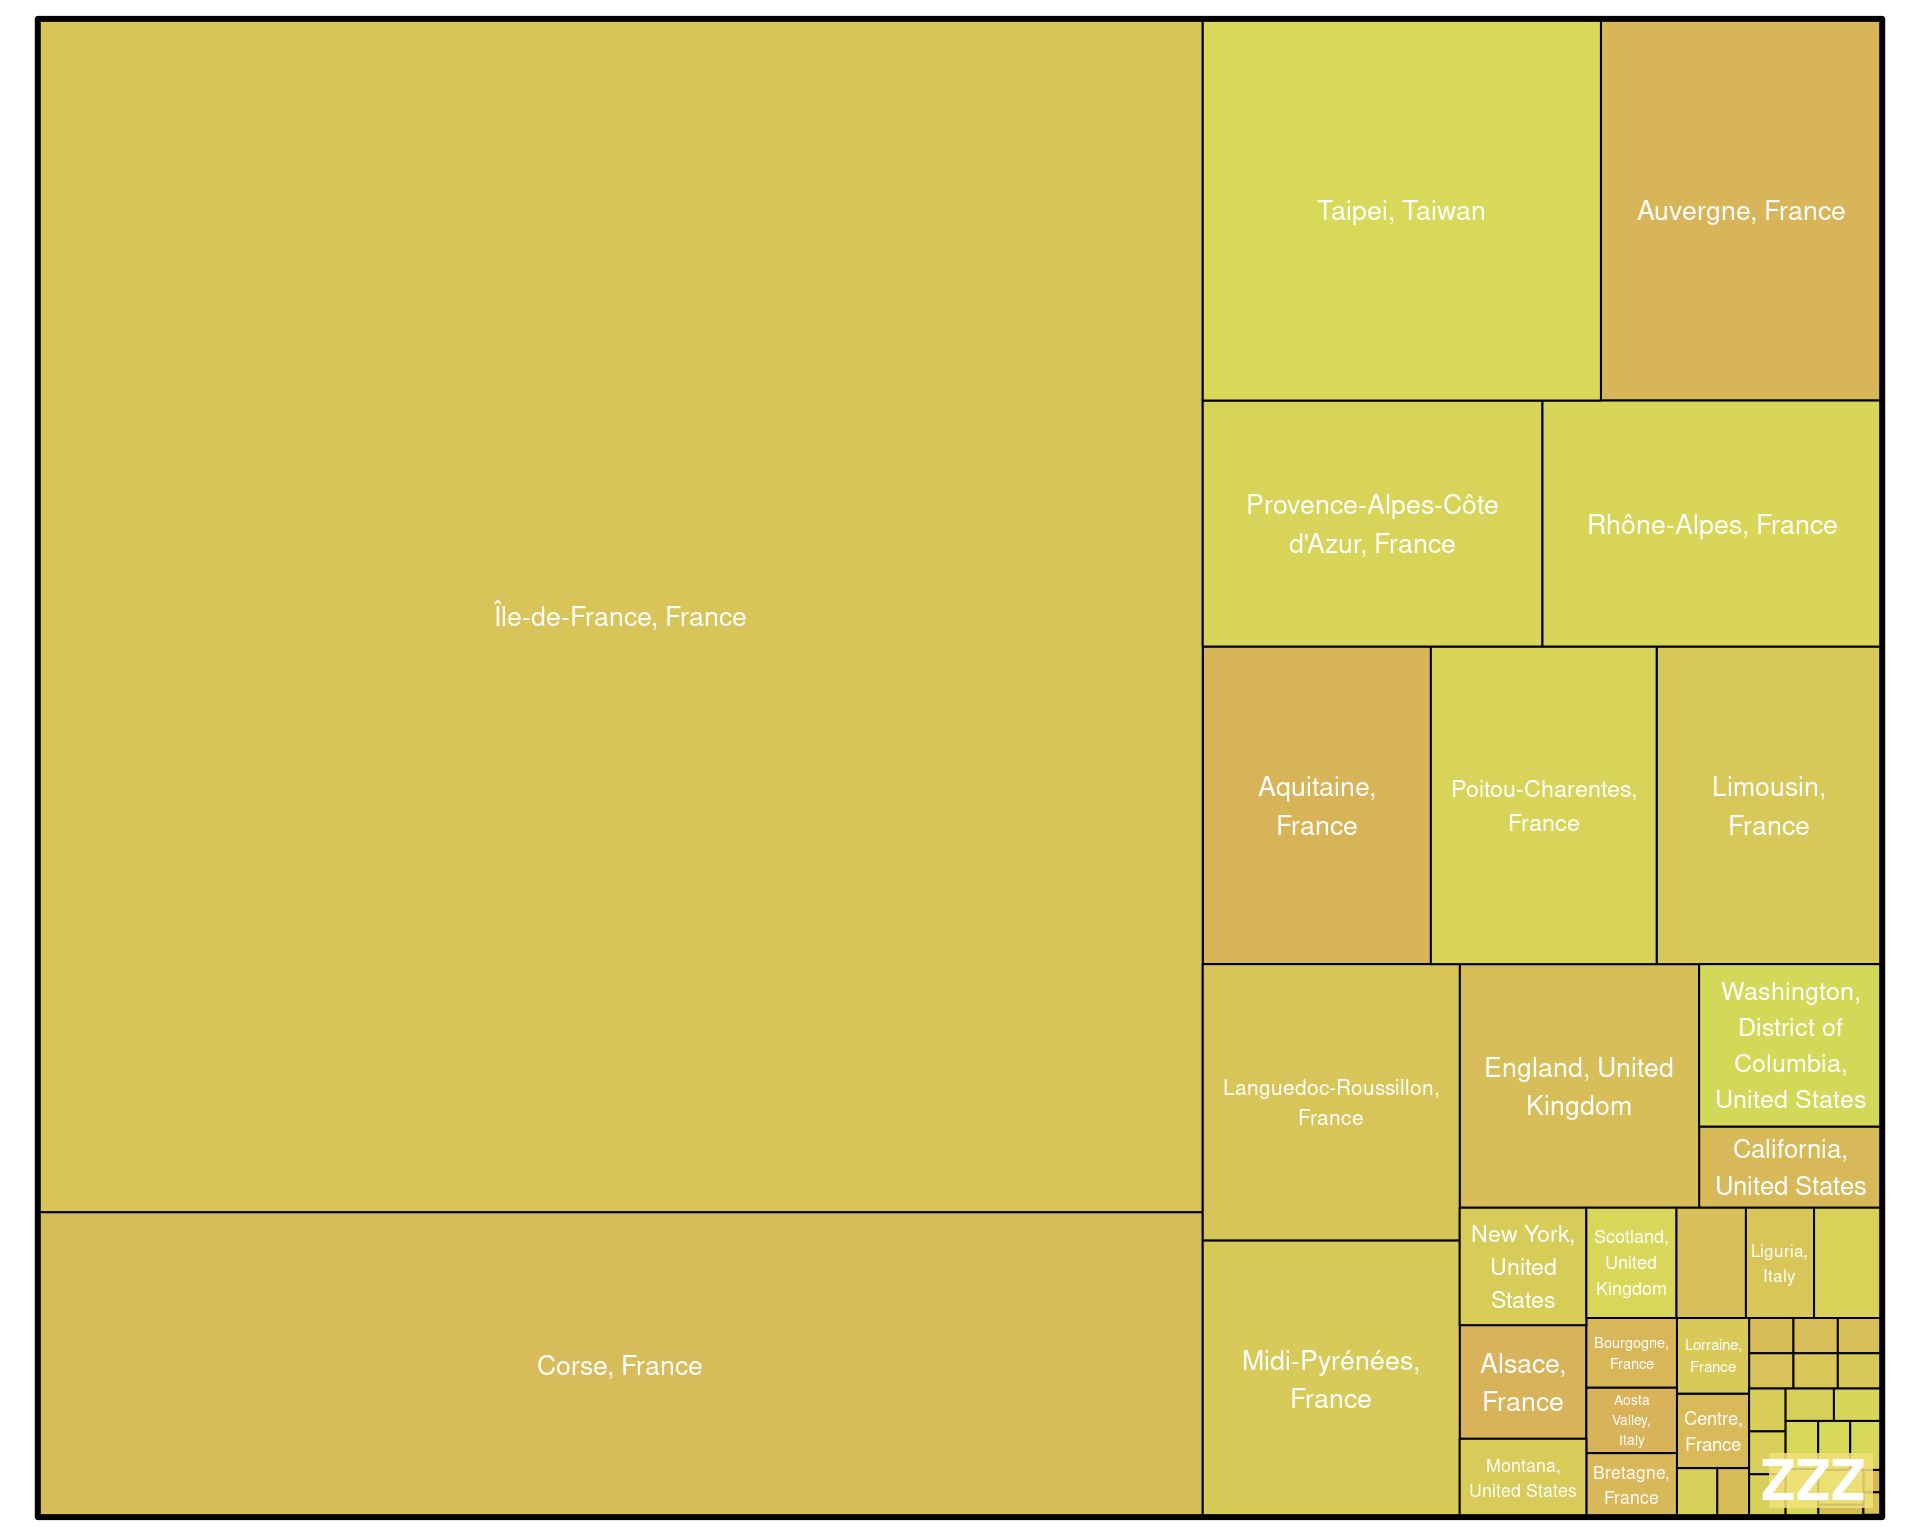 Taipei, Taiwan
Auvergne, France
Provence-Alpes-Côte
d'Azur, France
Rhône-Alpes, France
Île-de-France, France
Aquitaine,
France
Poitou-Charentes,
France
Limousin,
France
Languedoc-Roussillon,
France
England, United
Kingdom
Washington,
District of
Columbia,
United States
California,
United States
New York,
United
States
Scotland,
United
Kingdom
Liguria,
Italy
Corse, France
Midi-Pyrénées,
France
Alsace,
France
Bourgogne,
France
Lorraine,
France
Aosta
Valley,
Italy
Centre,
France
Montana,
United States
Bretagne,
France
ZZZ